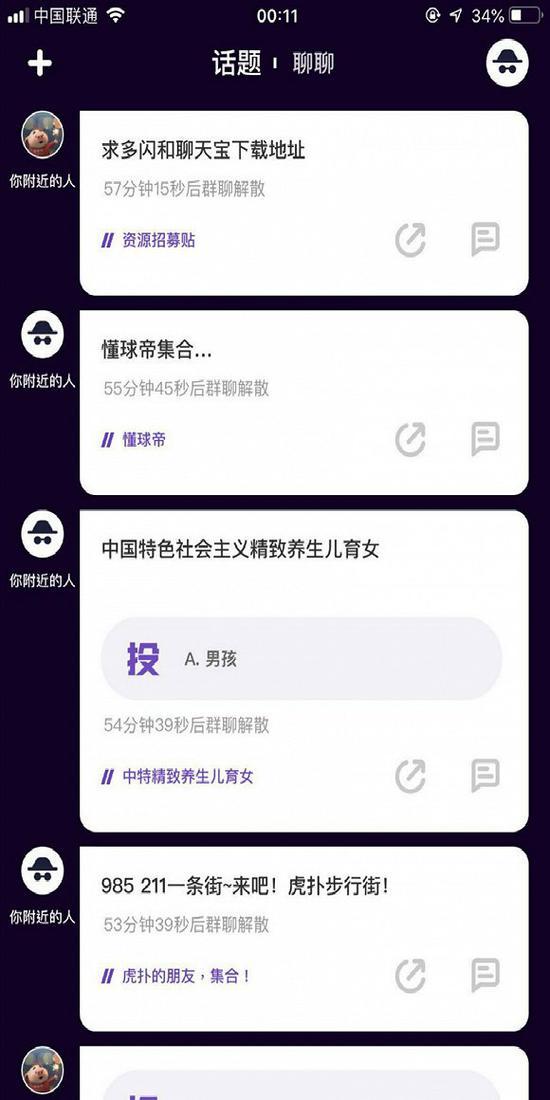 中国联通 00:11 34%
话题 聊聊
你附近的人
求多闪和聊天宝下载地址
57分钟15秒后群聊解散
// 资源招募贴
你附近的人
懂球帝集合...
55分钟45秒后群聊解散
// 懂球帝
你附近的人
中国特色社会主义精致养生儿育女
投 A. 男孩
54分钟39秒后群聊解散
// 中特精致养生儿育女
你附近的人
985 211一条街~来吧！虎扑步行街！
53分钟39秒后群聊解散
// 虎扑的朋友，集合！